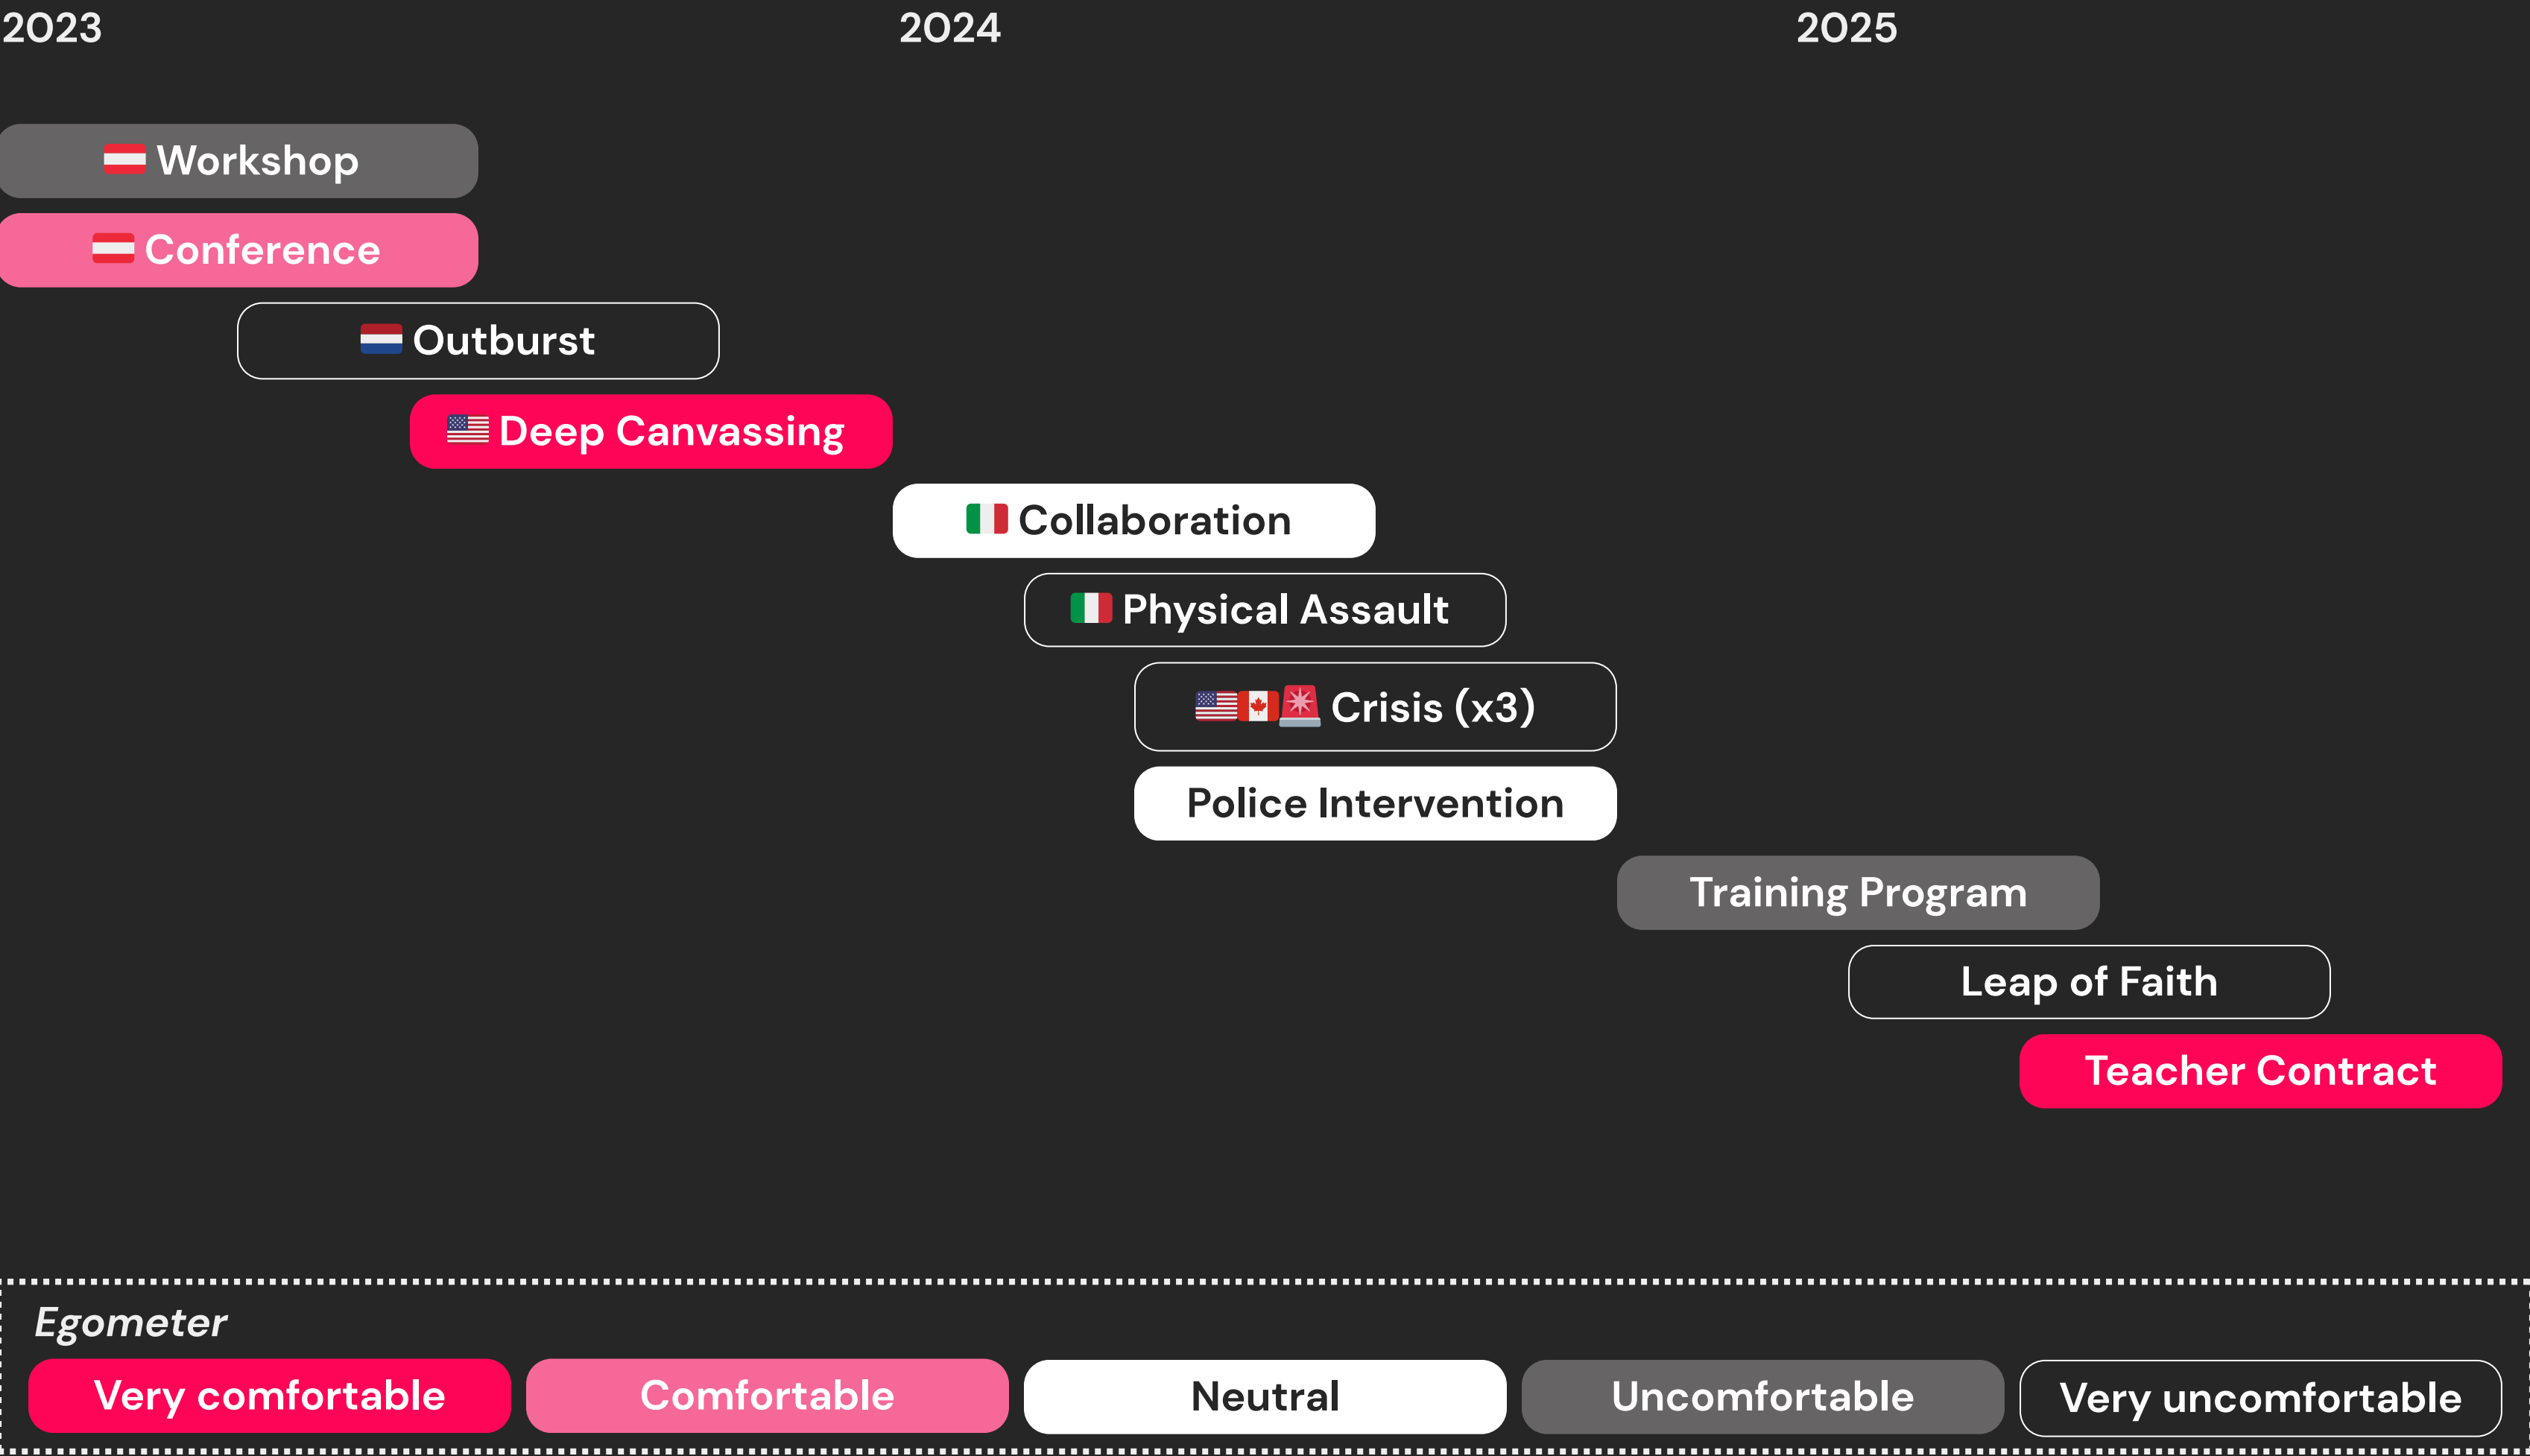 2023 2024 2025
🇦🇹 Workshop
🇦🇹 Conference
🇳🇱 Outburst
🇺🇸 Deep Canvassing
🇮🇹 Collaboration
🇮🇹 Physical Assault
🇺🇸🇨🇦🚨 Crisis (x3)
Police Intervention
Training Program
Leap of Faith
Teacher Contract
Egometer
Very comfortable Comfortable Neutral Uncomfortable Very uncomfortable